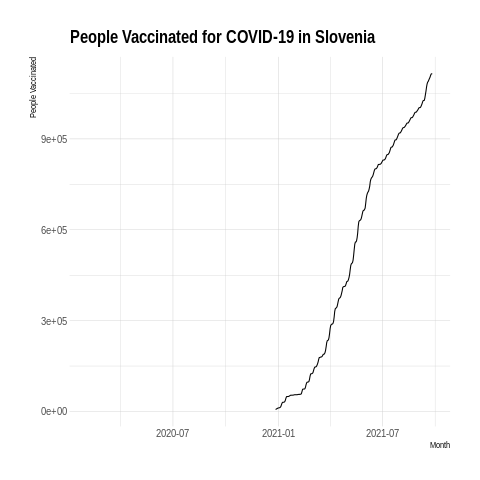 People Vaccinated for COVID-19 in Slovenia
People Vaccinated
9e+05
6e+05
3e+05
0e+00
2020-07 2021-01 2021-07
Month